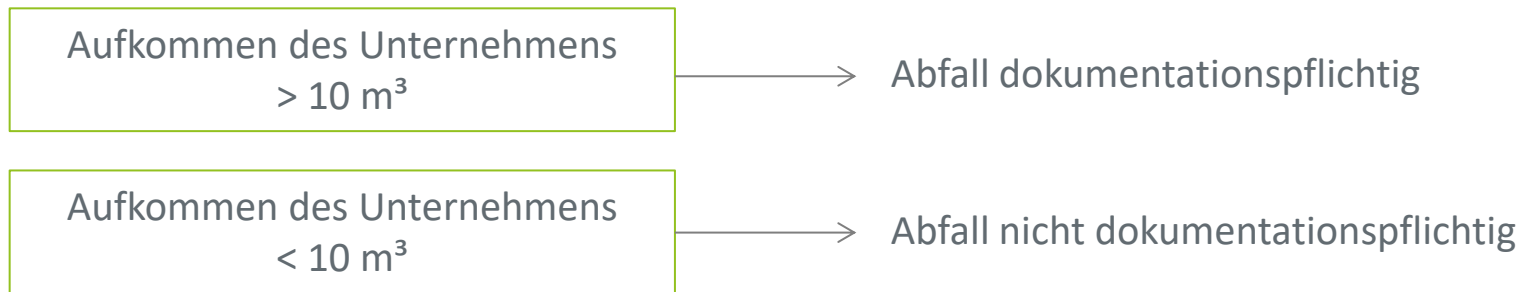 Aufkommen des Unternehmens
> 10 m³
Abfall dokumentationspflichtig
Aufkommen des Unternehmens
< 10 m³
Abfall nicht dokumentationspflichtig